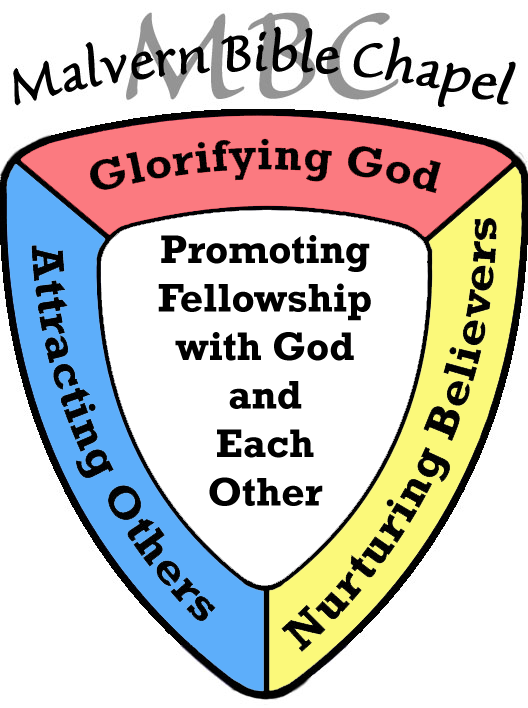 MBC
Malvern Bible Chapel
Glorifying God
Attracting Others
Nurturing Believers
Promoting
Fellowship
with God
and
Each
Other